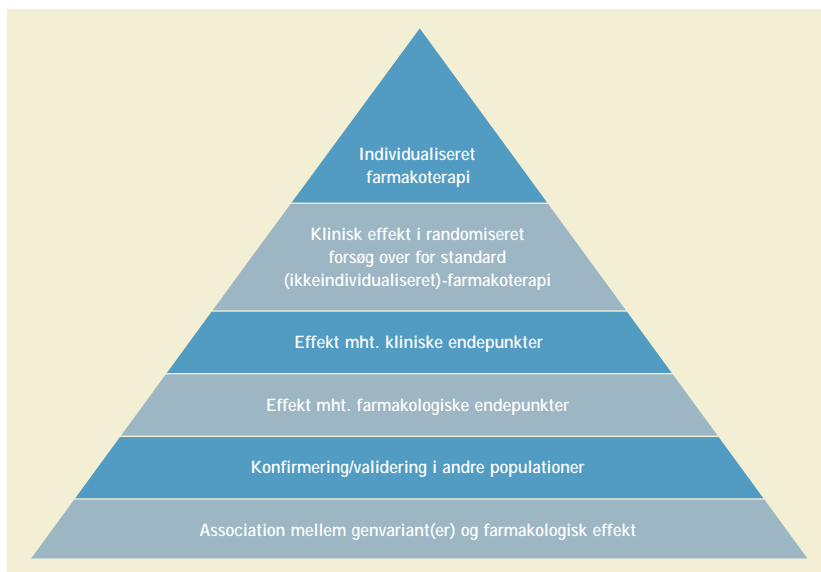 Individualiseret
farmakoterapi
Klinisk effekt i randomiseret
forsøg over for standard
(ikkeindividualiseret)-farmakoterapi
Effekt mht. kliniske endepunkter
Effekt mht. farmakologiske endepunkter
Konfirmering/validering i andre populationer
Association mellem genvariant(er) og farmakologisk effekt